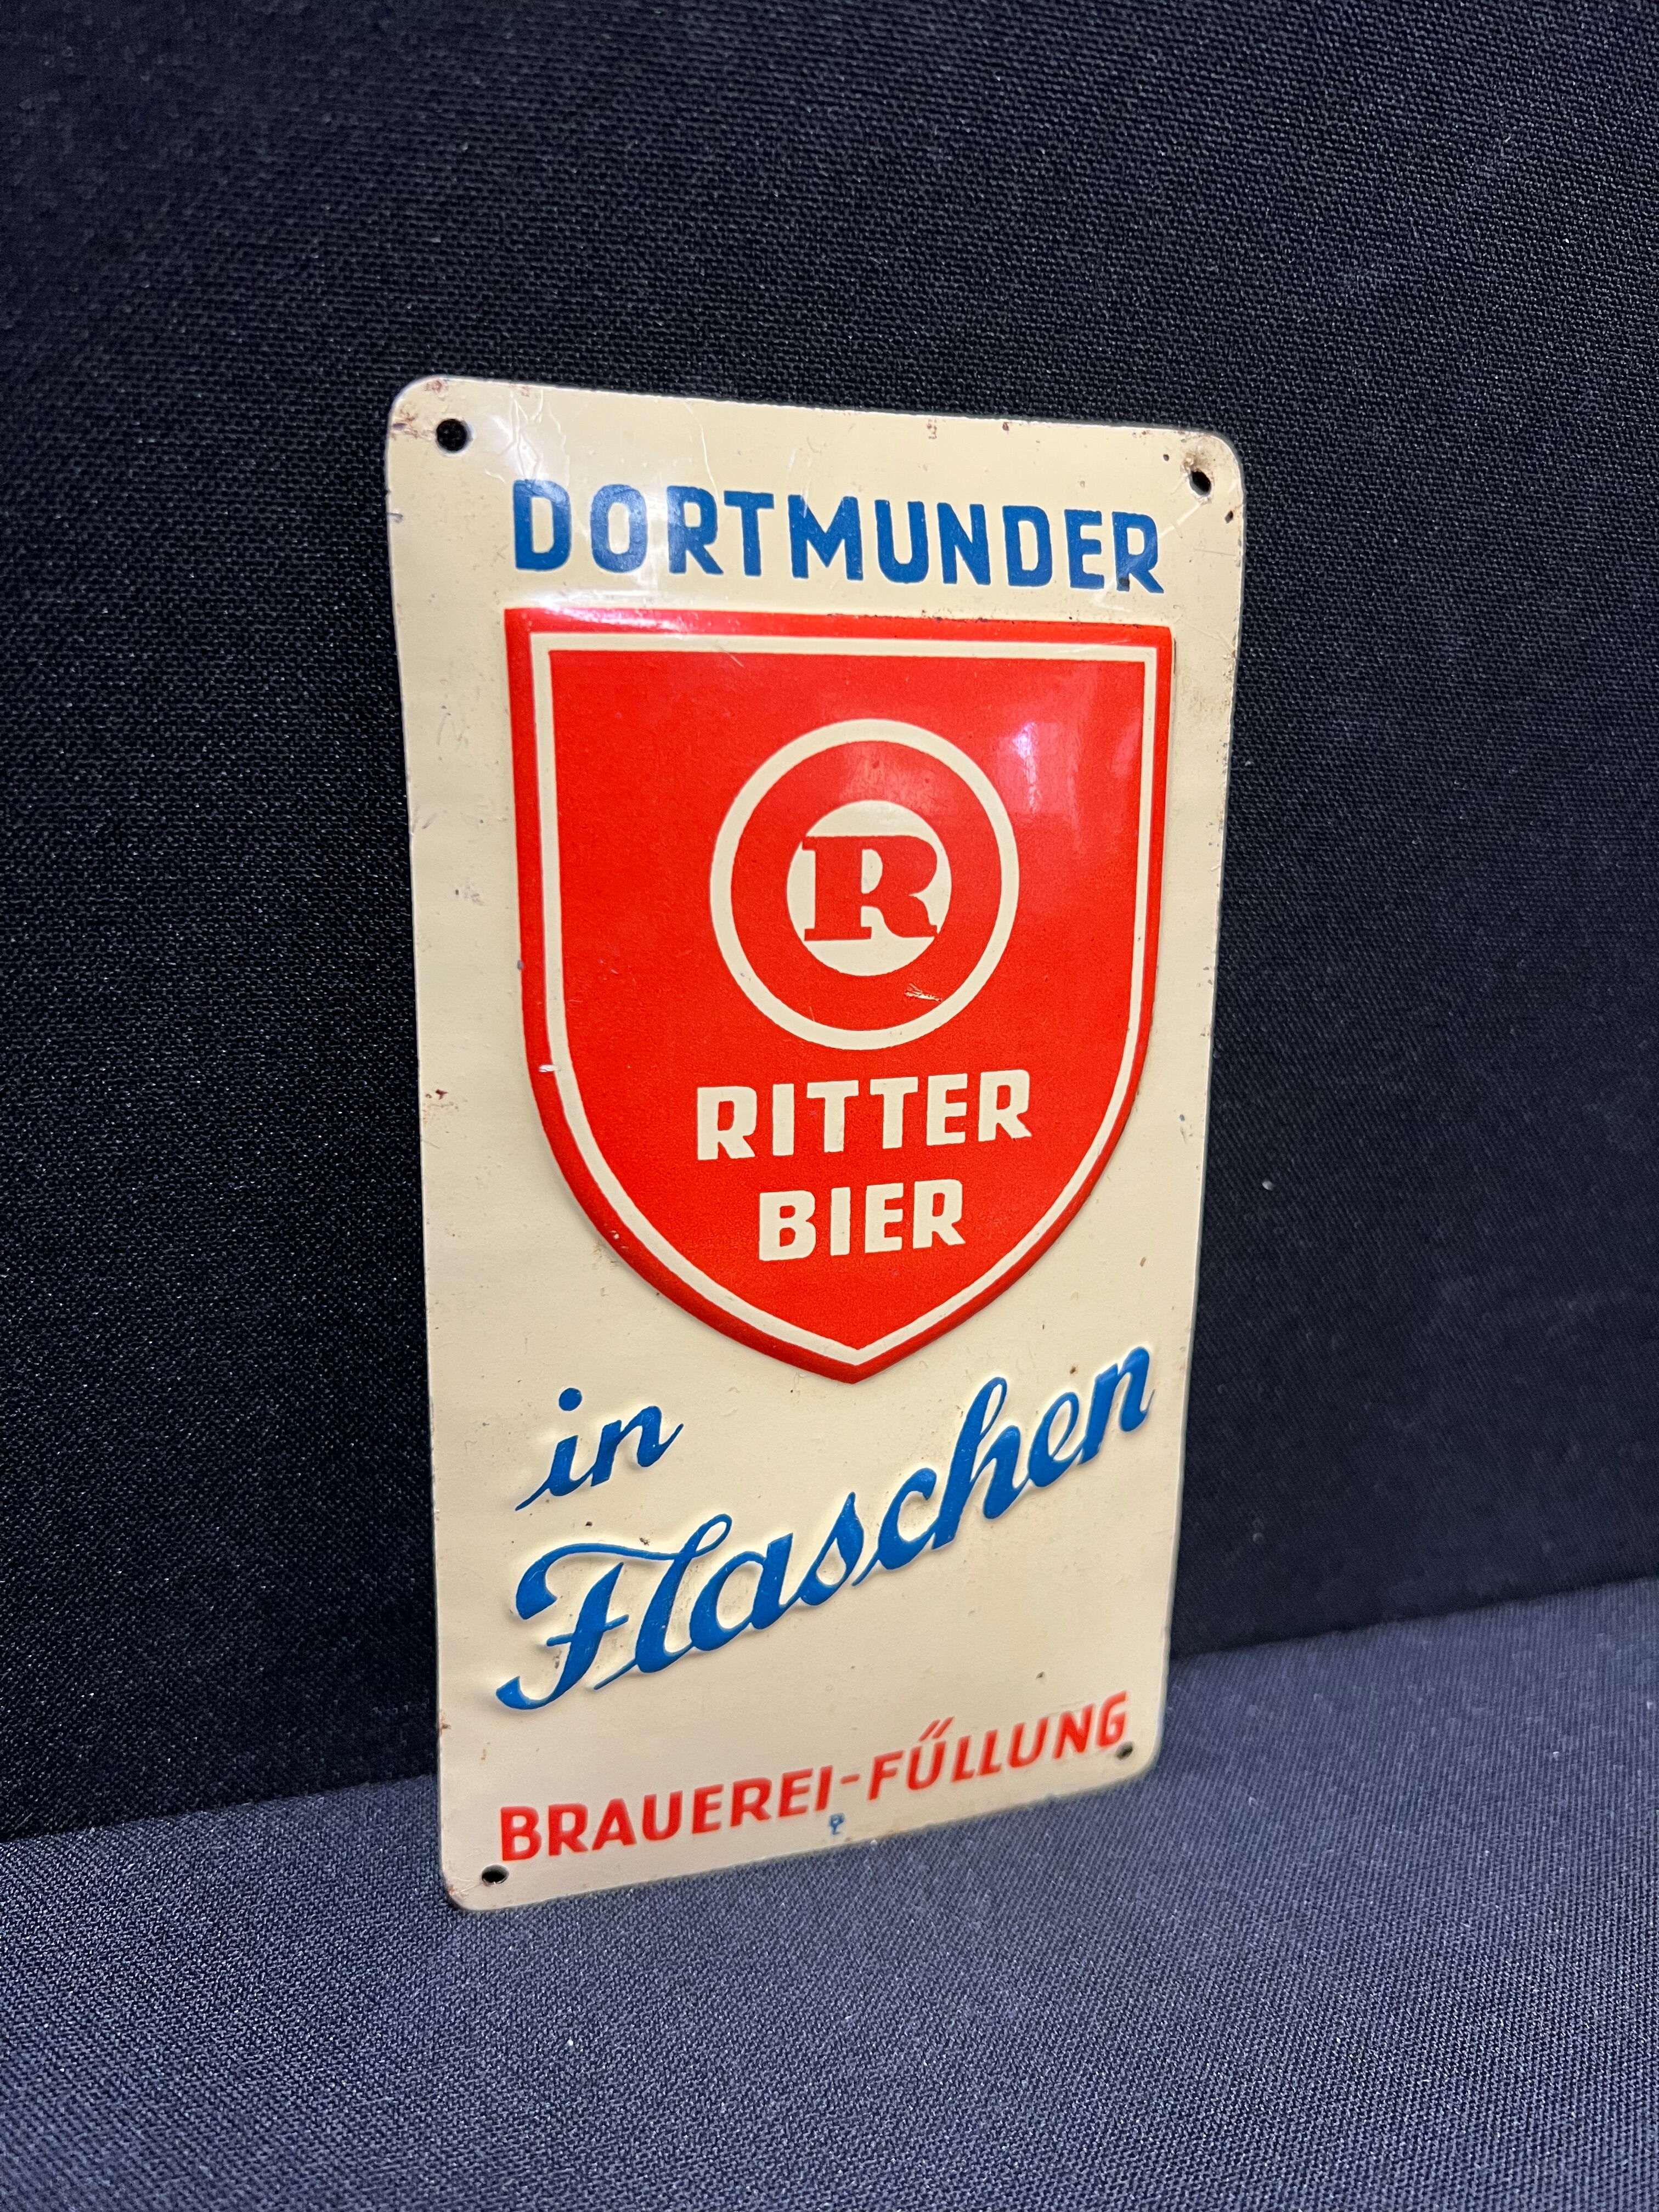 DORTMUNDER
R
RITTER
BIER
in
Flaschen
BRAUEREI-FÜLLUNG